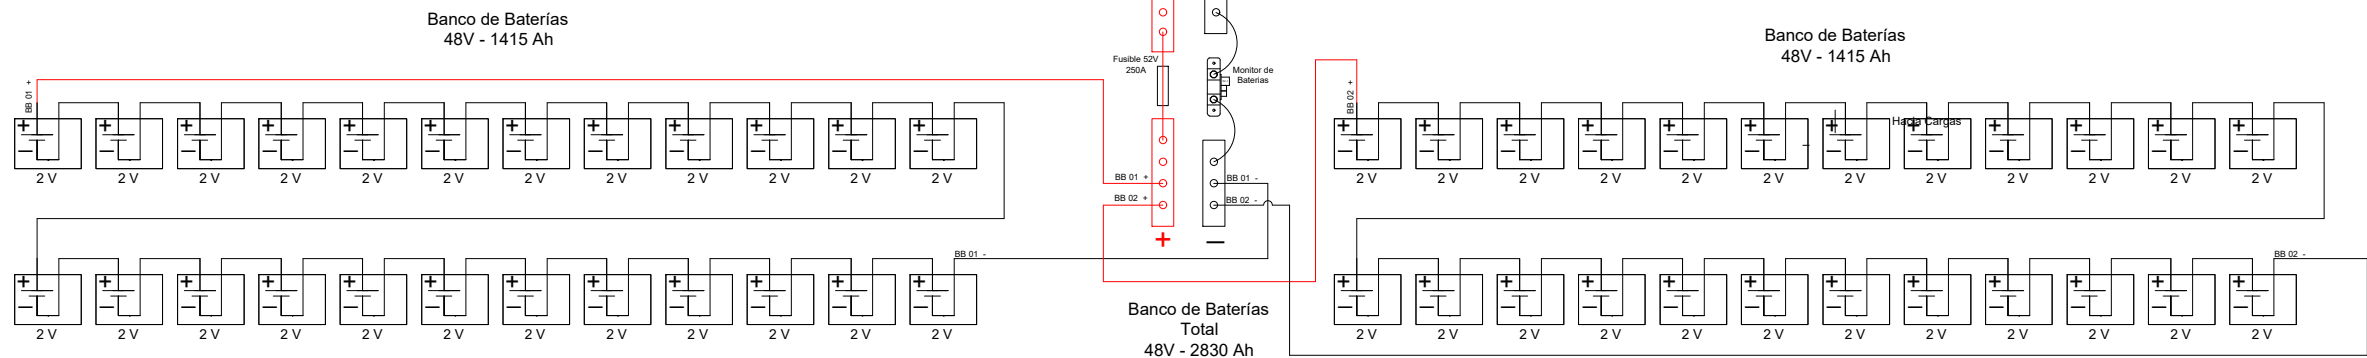 Banco de Baterías
48V - 1415 Ah
Banco de Baterías
48V - 1415 Ah
Fusible 52V
250A
Monitor de
Baterias
BB 01 +
BB 02 +
Hacia Cargas
+ + + + + + + + + + + +
− − − − − − − − − − − −
2 V 2 V 2 V 2 V 2 V 2 V 2 V 2 V 2 V 2 V 2 V 2 V
+ + + + + + + + + + + +
− − − − − − − − − − − −
2 V 2 V 2 V 2 V 2 V 2 V 2 V 2 V 2 V 2 V 2 V 2 V
BB 01 +
BB 02 +
+
BB 01 -
BB 02 -
−
BB 01 -
BB 02 -
+ + + + + + + + + + + +
− − − − − − − − − − − −
2 V 2 V 2 V 2 V 2 V 2 V 2 V 2 V 2 V 2 V 2 V 2 V
+ + + + + + + + + + + +
− − − − − − − − − − − −
2 V 2 V 2 V 2 V 2 V 2 V 2 V 2 V 2 V 2 V 2 V 2 V
Banco de Baterías
Total
48V - 2830 Ah